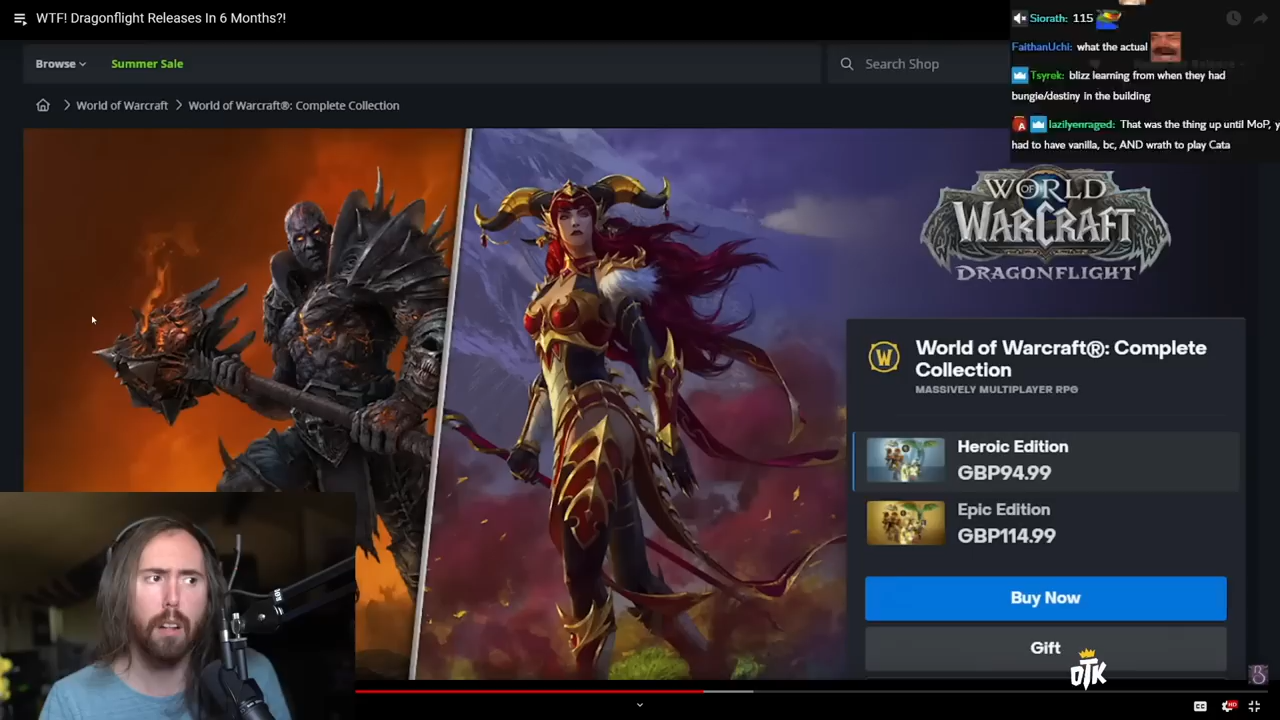 WTF! Dragonflight Releases In 6 Months?!
Siorath: 115
FaithanUchi: what the actual
Tsyrek: blizz learning from when they had
bungie/destiny in the building
lazilyenraged: That was the thing up until MoP, y
had to have vanilla, bc, AND wrath to play Cata
Browse
Summer Sale
Search Shop
World of Warcraft
World of Warcraft®: Complete Collection
WORLD
OF
WARCRAFT
DRAGONFLIGHT
World of Warcraft®: Complete
Collection
MASSIVELY MULTIPLAYER RPG
Heroic Edition
GBP94.99
Epic Edition
GBP114.99
Buy Now
Gift
OTK
CC
HD